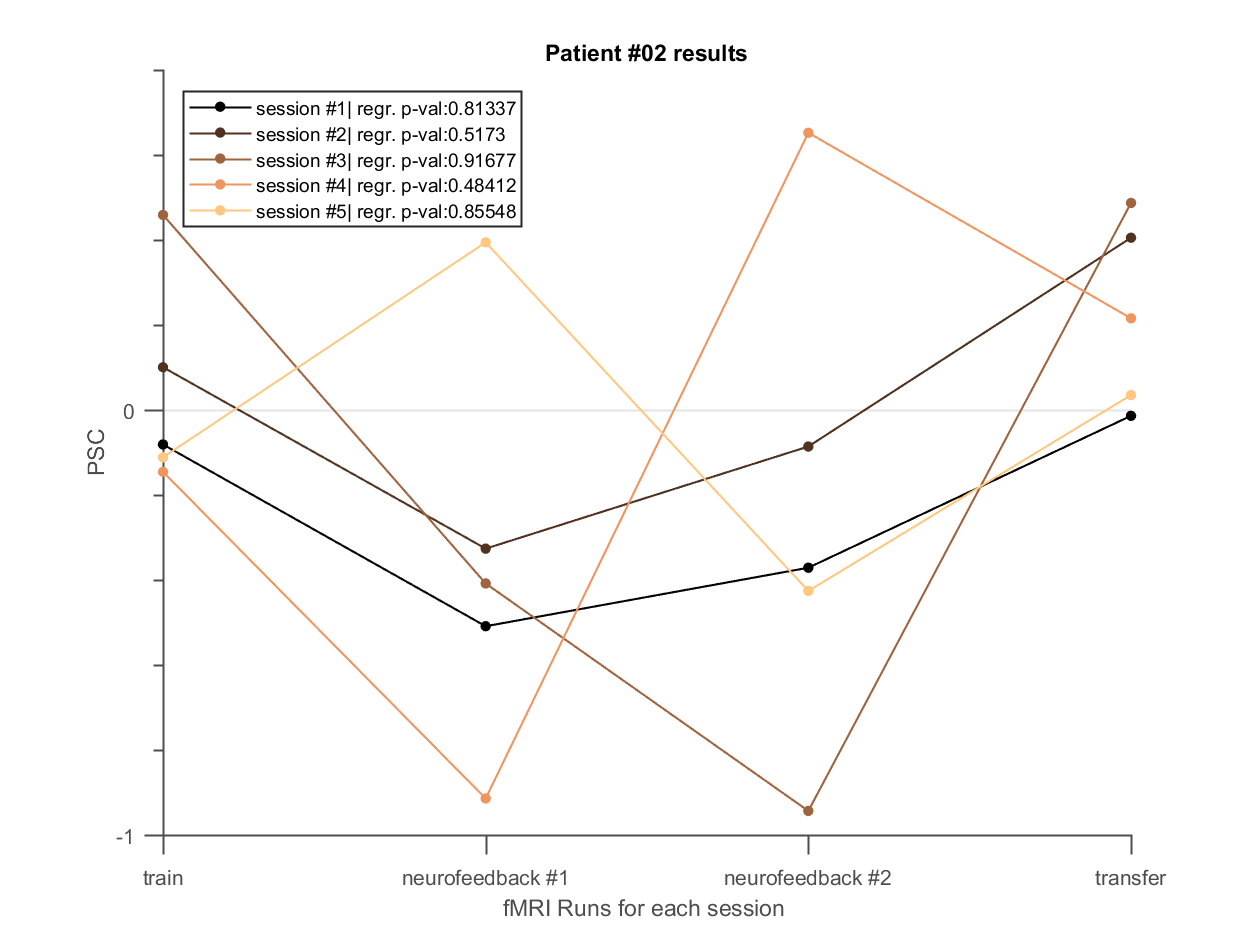 Patient #02 results
session #1| regr. p-val:0.81337
session #2| regr. p-val:0.5173
session #3| regr. p-val:0.91677
session #4| regr. p-val:0.48412
session #5| regr. p-val:0.85548
0
PSC
-1
train neurofeedback #1 neurofeedback #2 transfer
fMRI Runs for each session